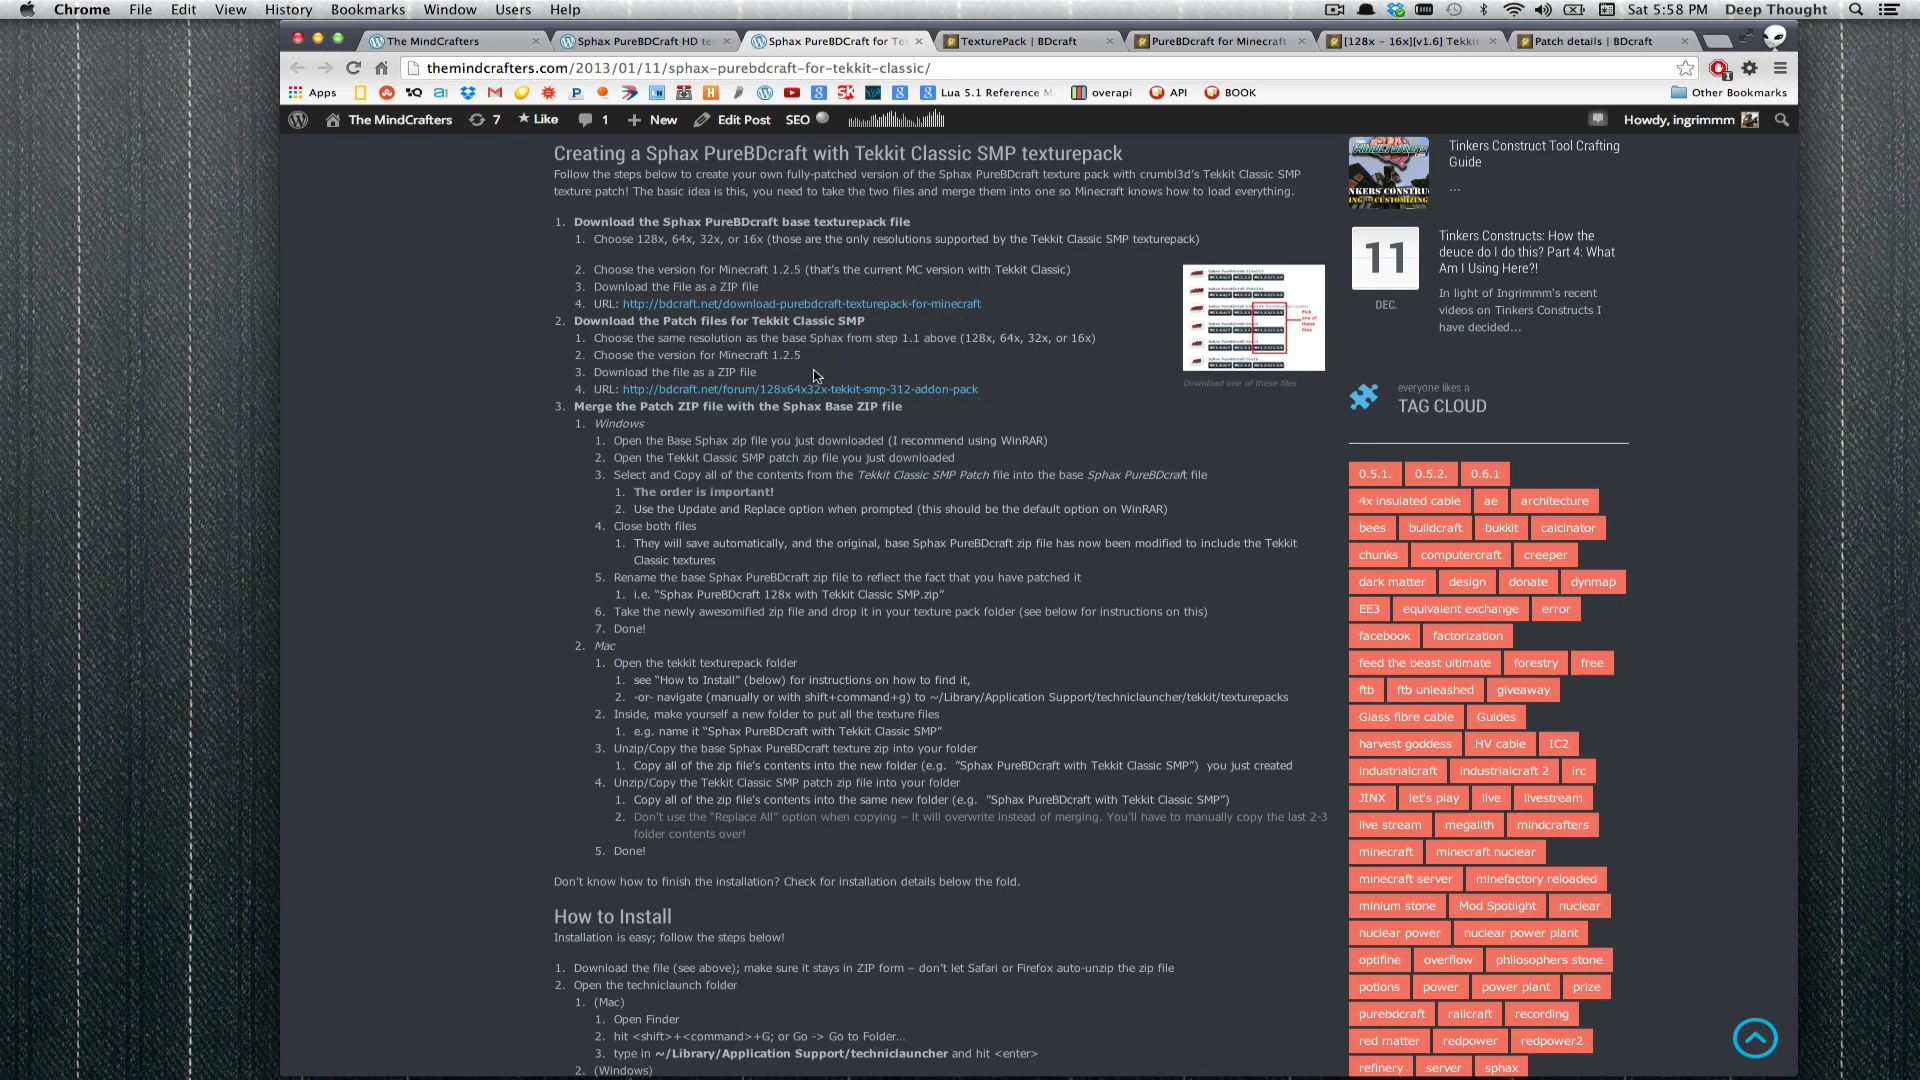 Chrome File Edit View History Bookmarks Window Users Help
Sat 5:58 PM Deep Thought
The MindCrafters
Sphax PureBDCraft HD te
Sphax PureBDCraft for Te
TexturePack | BDcraft
PureBDcraft for Minecraft
[128x – 16x][v1.6] Tekkit
Patch details | BDcraft
themindcrafters.com/2013/01/11/sphax-purebdcraft-for-tekkit-classic/
Apps
Lua 5.1 Reference M
overapi
API
BOOK
Other Bookmarks
The MindCrafters 7 Like 1 New Edit Post SEO
Howdy, ingrimmm
Creating a Sphax PureBDcraft with Tekkit Classic SMP texturepack
Follow the steps below to create your own fully-patched version of the Sphax PureBDcraft texture pack with crumbl3d's Tekkit Classic SMP
texture patch! The basic idea is this, you need to take the two files and merge them into one so Minecraft knows how to load everything.
1. Download the Sphax PureBDcraft base texturepack file
1. Choose 128x, 64x, 32x, or 16x (those are the only resolutions supported by the Tekkit Classic SMP texturepack)
2. Choose the version for Minecraft 1.2.5 (that's the current MC version with Tekkit Classic)
3. Download the File as a ZIP file
4. URL: http://bdcraft.net/download-purebdcraft-texturepack-for-minecraft
2. Download the Patch files for Tekkit Classic SMP
1. Choose the same resolution as the base Sphax from step 1.1 above (128x, 64x, 32x, or 16x)
2. Choose the version for Minecraft 1.2.5
3. Download the file as a ZIP file
4. URL: http://bdcraft.net/forum/128x64x32x-tekkit-smp-312-addon-pack
Pick one of these files
Download one of these files
3. Merge the Patch ZIP file with the Sphax Base ZIP file
1. Windows
1. Open the Base Sphax zip file you just downloaded (I recommend using WinRAR)
2. Open the Tekkit Classic SMP patch zip file you just downloaded
3. Select and Copy all of the contents from the Tekkit Classic SMP Patch file into the base Sphax PureBDcraft file
1. The order is important!
2. Use the Update and Replace option when prompted (this should be the default option on WinRAR)
4. Close both files
1. They will save automatically, and the original, base Sphax PureBDcraft zip file has now been modified to include the Tekkit
Classic textures
5. Rename the base Sphax PureBDcraft zip file to reflect the fact that you have patched it
1. i.e. "Sphax PureBDcraft 128x with Tekkit Classic SMP.zip"
6. Take the newly awesomified zip file and drop it in your texture pack folder (see below for instructions on this)
7. Done!
2. Mac
1. Open the tekkit texturepack folder
1. see "How to Install" (below) for instructions on how to find it,
2. -or- navigate (manually or with shift+command+g) to ~/Library/Application Support/techniclauncher/tekkit/texturepacks
2. Inside, make yourself a new folder to put all the texture files
1. e.g. name it "Sphax PureBDcraft with Tekkit Classic SMP"
3. Unzip/Copy the base Sphax PureBDcraft texture zip into your folder
1. Copy all of the zip file's contents into the new folder (e.g. "Sphax PureBDcraft with Tekkit Classic SMP") you just created
4. Unzip/Copy the Tekkit Classic SMP patch zip file into your folder
1. Copy all of the zip file's contents into the same new folder (e.g. "Sphax PureBDcraft with Tekkit Classic SMP")
2. Don't use the "Replace All" option when copying – it will overwrite instead of merging. You'll have to manually copy the last 2-3
folder contents over!
5. Done!
Don't know how to finish the installation? Check for installation details below the fold.
How to Install
Installation is easy; follow the steps below!
1. Download the file (see above); make sure it stays in ZIP form – don't let Safari or Firefox auto-unzip the zip file
2. Open the techniclaunch folder
1. (Mac)
1. Open Finder
2. hit <shift>+<command>+G; or Go -> Go to Folder...
3. type in ~/Library/Application Support/techniclauncher and hit <enter>
2. (Windows)
Tinkers Construct Tool Crafting
Guide
...
11
DEC.
Tinkers Constructs: How the
deuce do I do this? Part 4: What
Am I Using Here?!
In light of Ingrimmm's recent
videos on Tinkers Constructs I
have decided...
everyone likes a
TAG CLOUD
0.5.1. 0.5.2. 0.6.1
4x insulated cable ae architecture
bees buildcraft bukkit calcinator
chunks computercraft creeper
dark matter design donate dynmap
EE3 equivalent exchange error
facebook factorization
feed the beast ultimate forestry free
ftb ftb unleashed giveaway
Glass fibre cable Guides
harvest goddess HV cable IC2
industrialcraft industrialcraft 2 irc
JINX let's play live livestream
live stream megalith mindcrafters
minecraft minecraft nuclear
minecraft server minefactory reloaded
minium stone Mod Spotlight nuclear
nuclear power nuclear power plant
optifine overflow philosophers stone
potions power power plant prize
purebdcraft railcraft recording
red matter redpower redpower2
refinery server sphax